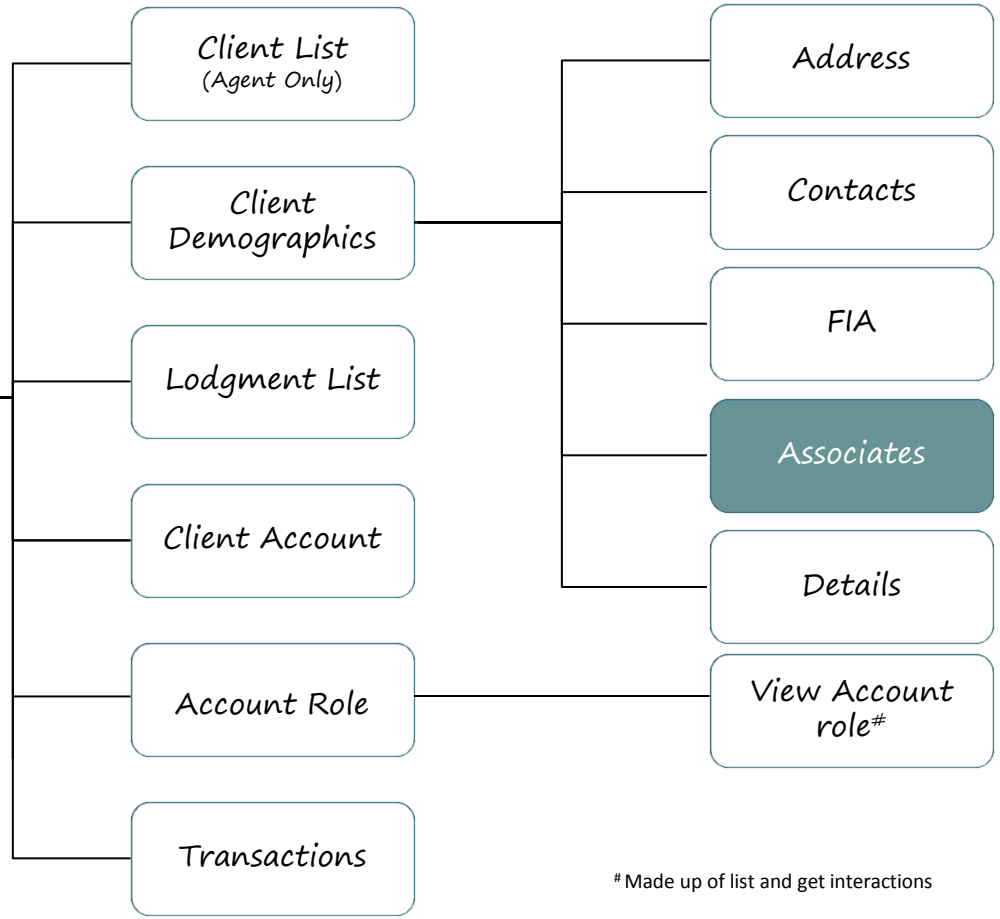 Client List
(Agent Only)
Client
Demographics
Lodgment List
Client Account
Account Role
Transactions
Address
Contacts
FIA
Associates
Details
View Account
role#
# Made up of list and get interactions